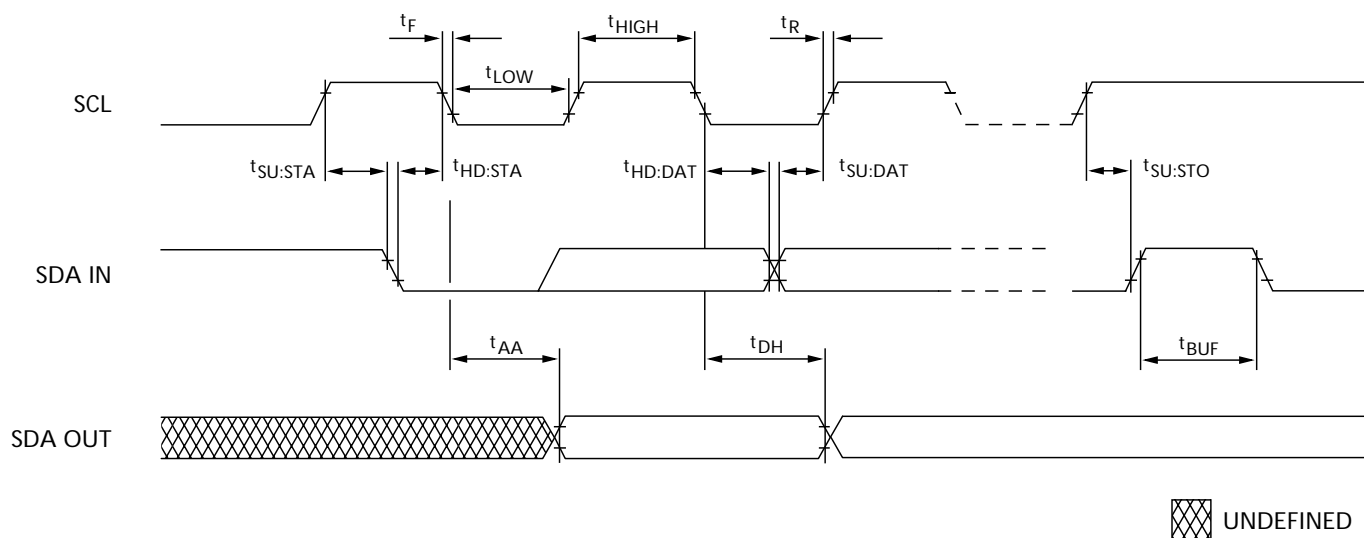 tF
tHIGH
tR
tLOW
SCL
tSU:STA
tHD:STA
tHD:DAT
tSU:DAT
tSU:STO
SDA IN
tAA
tDH
tBUF
SDA OUT
UNDEFINED